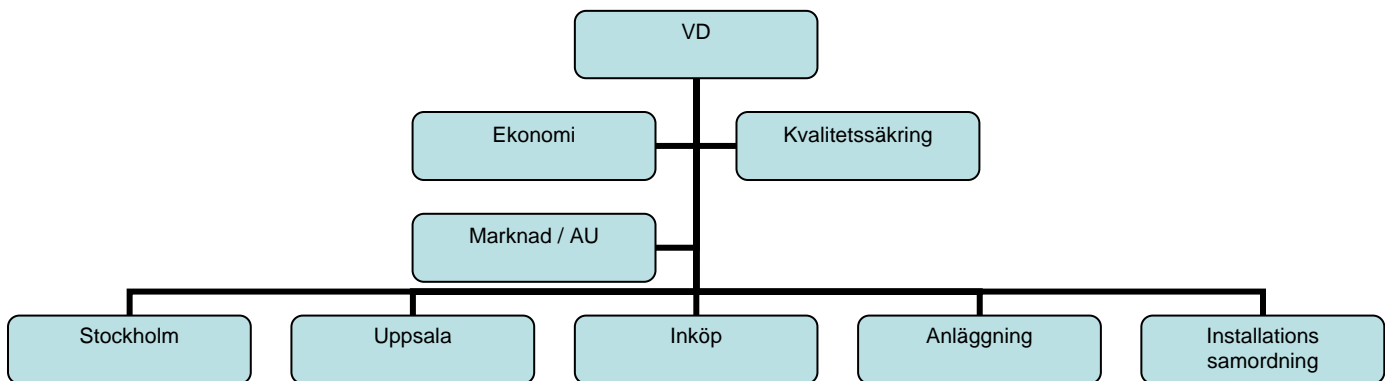 VD
Ekonomi
Kvalitetssäkring
Marknad / AU
Stockholm
Uppsala
Inköp
Anläggning
Installations
samordning